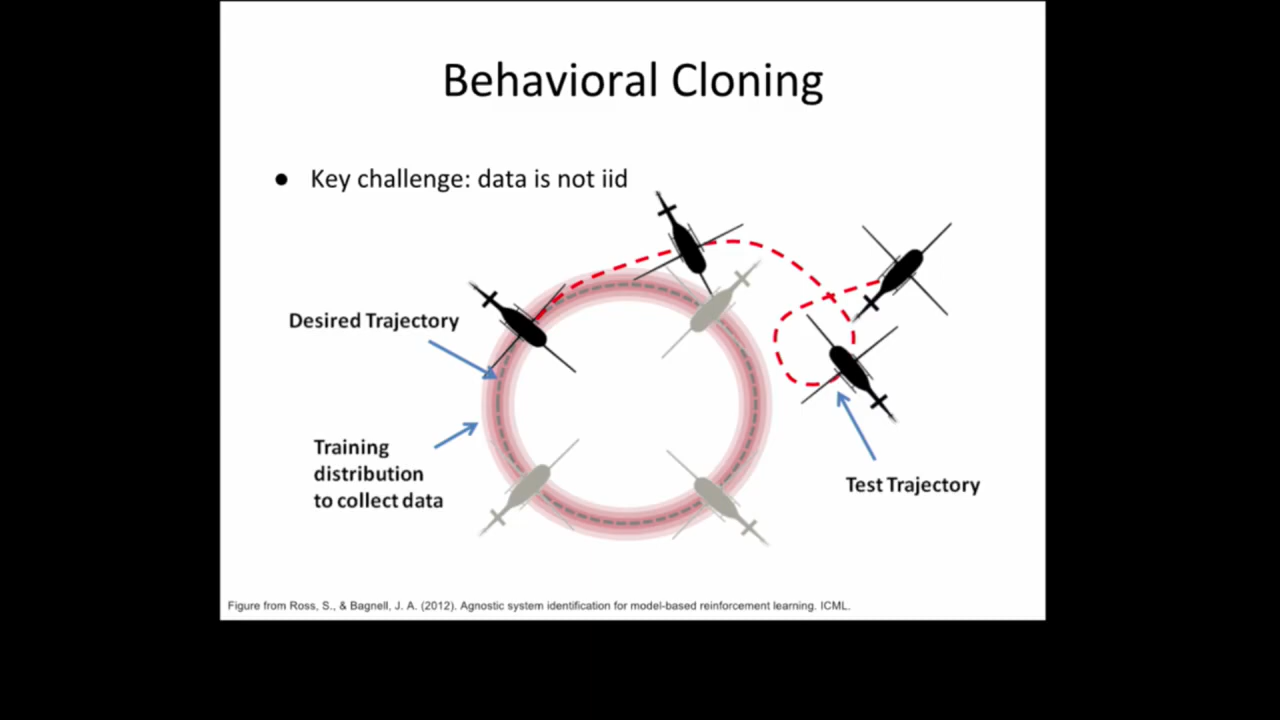 Behavioral Cloning
● Key challenge: data is not iid
Desired Trajectory
Training
distribution
to collect data
Test Trajectory
Figure from Ross, S., & Bagnell, J. A. (2012). Agnostic system identification for model-based reinforcement learning. ICML.